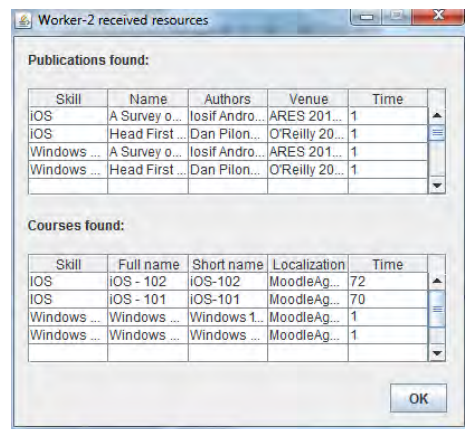 Worker-2 received resources
Publications found:
Skill Name Authors Venue Time
iOS A Survey o... Iosif Andro... ARES 201... 1
iOS Head First ... Dan Pilon... O'Reilly 20... 1
Windows ... A Survey o... Iosif Andro... ARES 201... 1
Windows ... Head First ... Dan Pilon... O'Reilly 20... 1
Courses found:
Skill Full name Short name Localization Time
iOS iOS - 102 iOS-102 MoodleAg... 72
iOS iOS - 101 iOS-101 MoodleAg... 70
Windows ... Windows ... Windows 1... MoodleAg... 1
Windows ... Windows ... Windows ... MoodleAg... 1
OK